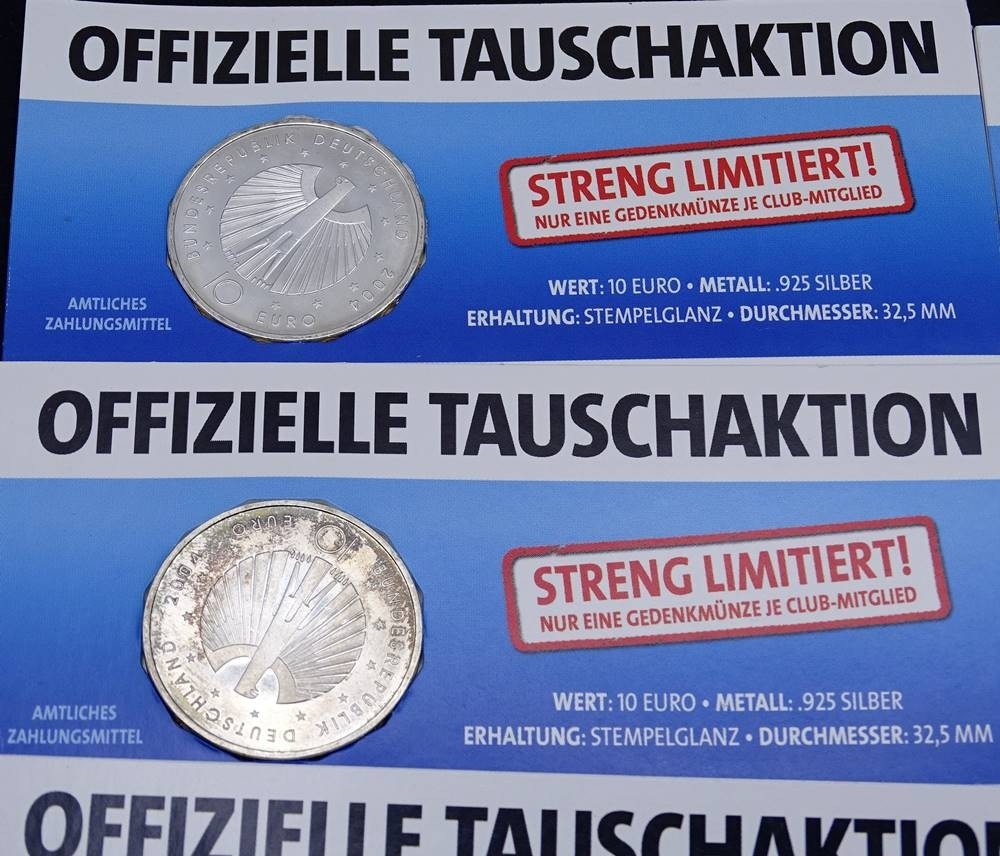 OFFIZIELLE TAUSCHAKTION
BUNDESREPUBLIK DEUTSCHLAND 2004
10
EURO
STRENG LIMITIERT!
NUR EINE GEDENKMÜNZE JE CLUB-MITGLIED
AMTLICHES
ZAHLUNGSMITTEL
WERT: 10 EURO • METALL: .925 SILBER
ERHALTUNG: STEMPELGLANZ • DURCHMESSER: 32,5 MM
OFFIZIELLE TAUSCHAKTION
BUNDESREPUBLIK DEUTSCHLAND 2004
10
EURO
STRENG LIMITIERT!
NUR EINE GEDENKMÜNZE JE CLUB-MITGLIED
AMTLICHES
ZAHLUNGSMITTEL
WERT: 10 EURO • METALL: .925 SILBER
ERHALTUNG: STEMPELGLANZ • DURCHMESSER: 32,5 MM
OFFIZIELLE TAUSCHAKTION